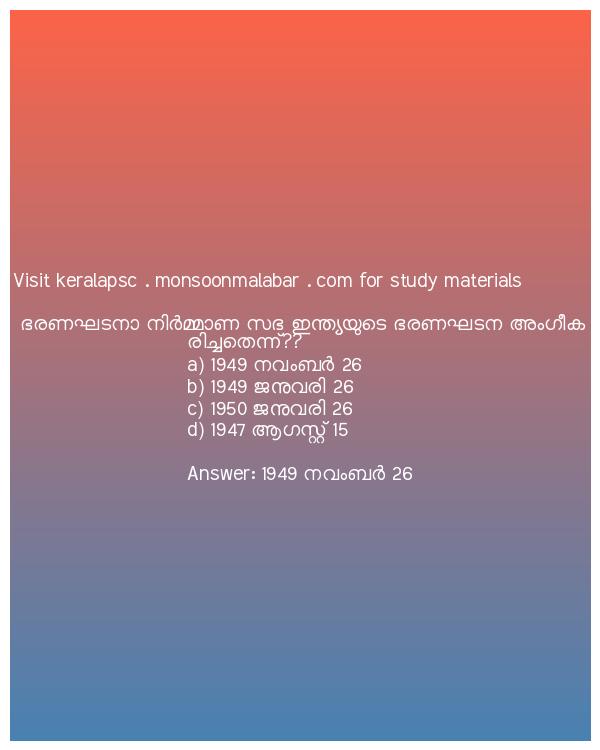 Visit keralapsc . monsoonmalabar . com for study materials
ഭരണഘടനാ നിർമ്മാണ സഭ ഇന്ത്യയുടെ ഭരണഘടന അംഗീക
രിച്ചതെന്ന്??
a) 1949 നവംബർ 26
b) 1949 ജനുവരി 26
c) 1950 ജനുവരി 26
d) 1947 ആഗസ്റ്റ് 15
Answer: 1949 നവംബർ 26